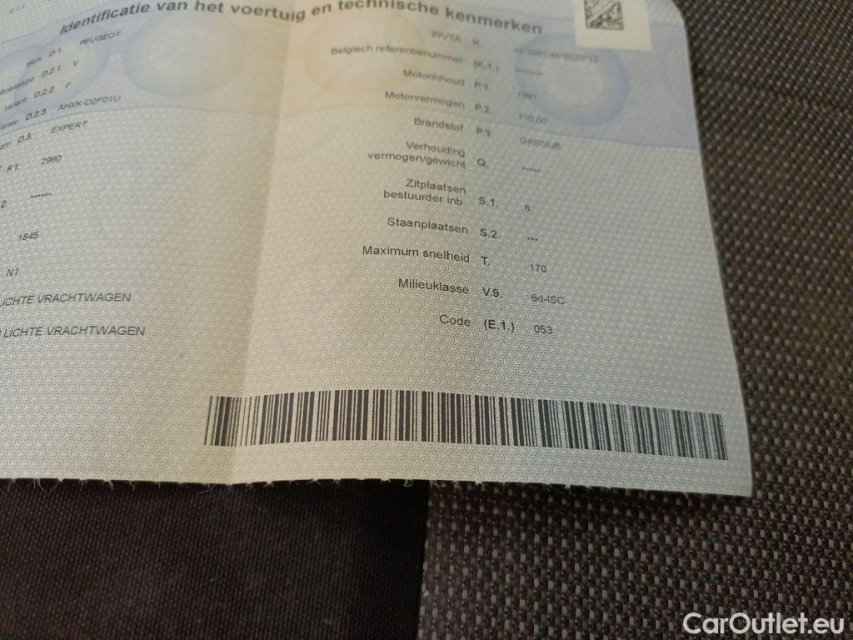 Identificatie van het voertuig en technische kenmerken
D.1. PEUGEOT
D.2.1. V
D.2.2. F
D.2.3. AHXK-D2F01U
D.3. EXPERT
F1. 2960
2 ******
1845
N1
LICHTE VRACHTWAGEN
LICHTE VRACHTWAGEN
WVTA K.
Belgisch referentienummer (K.1.)
Motorinhoud P.1. 1997
Motorvermogen P.2. 110,00
Brandstof P.3. GASOLIE
Verhouding
vermogen/gewicht Q. *****
Zitplaatsen
bestuurder inb. S.1. 6
Staanplaatsen S.2. ***
Maximum snelheid T. 170
Milieuklasse V.9. 6d-ISC
Code (E.1.) 053
CarOutlet.eu